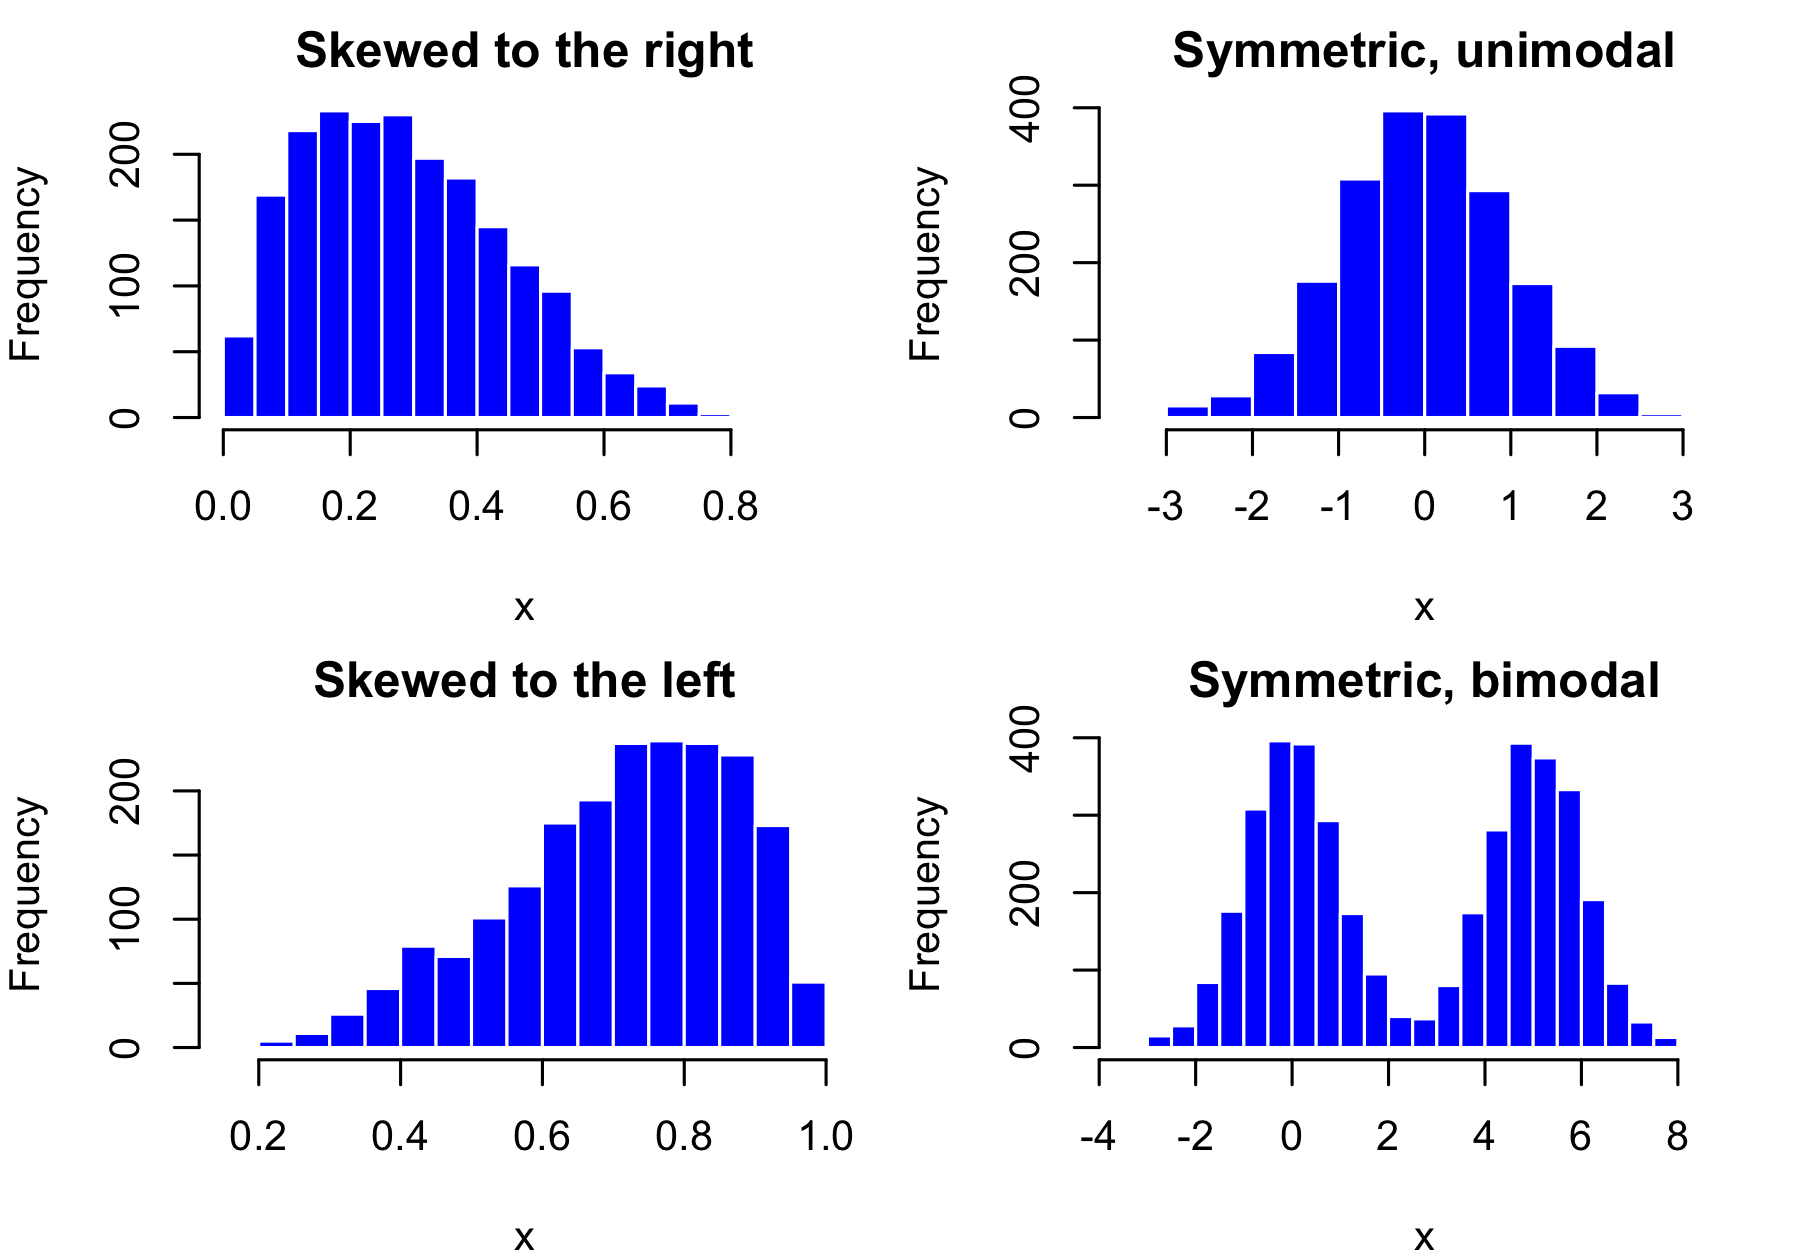 Skewed to the right
Frequency
200
100
0
0.0 0.2 0.4 0.6 0.8
x
Symmetric, unimodal
Frequency
400
200
0
-3 -2 -1 0 1 2 3
x
Skewed to the left
Frequency
200
100
0
0.2 0.4 0.6 0.8 1.0
x
Symmetric, bimodal
Frequency
400
200
0
-4 -2 0 2 4 6 8
x